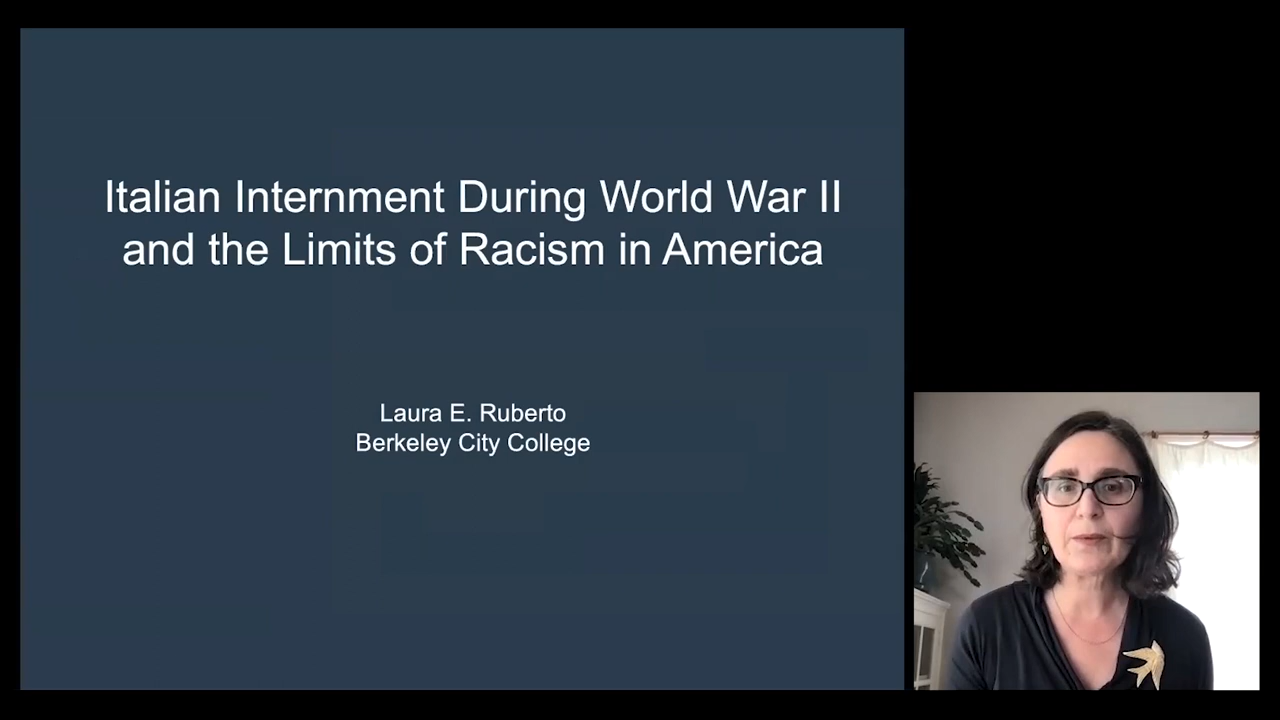 Italian Internment During World War II
and the Limits of Racism in America
Laura E. Ruberto
Berkeley City College